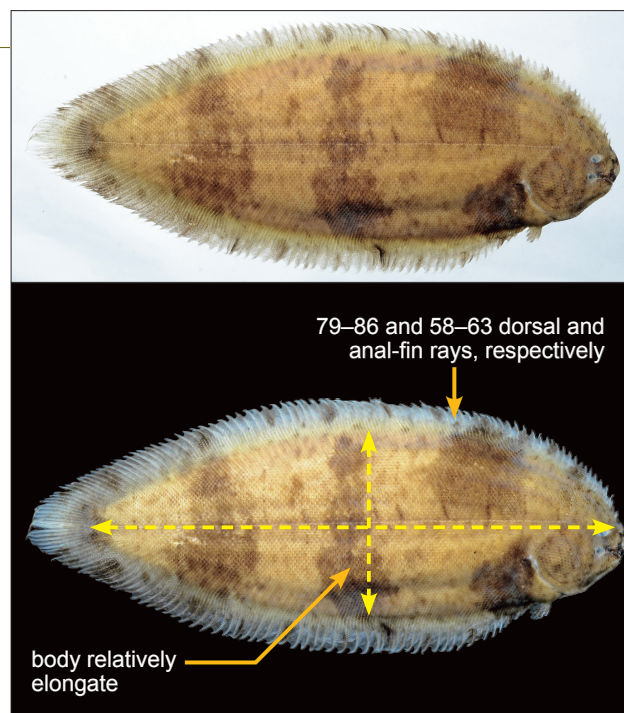 79–86 and 58–63 dorsal and
anal-fin rays, respectively
body relatively
elongate